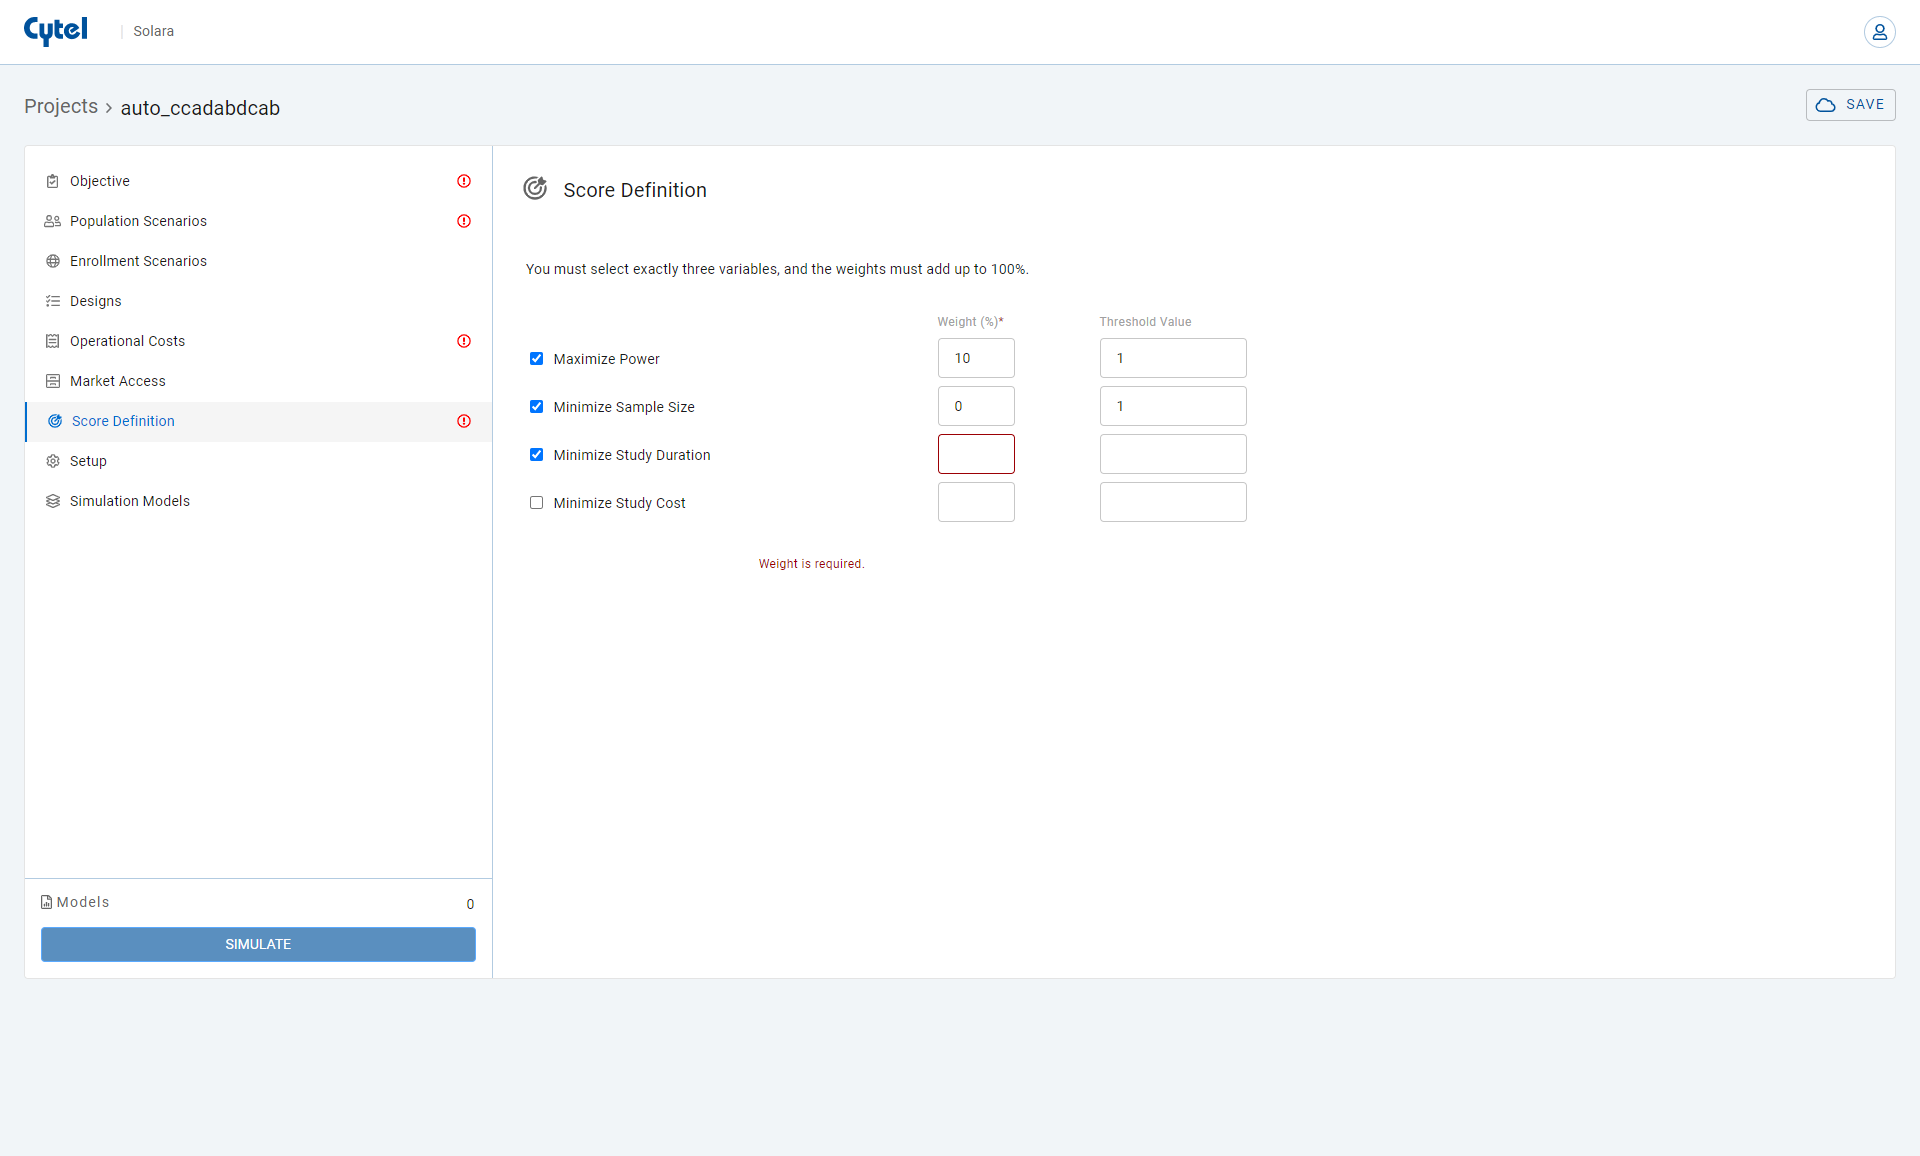 Cytel | Solara
Projects › auto_ccadabdcab
SAVE
Objective
Population Scenarios
Enrollment Scenarios
Designs
Operational Costs
Market Access
Score Definition
Setup
Simulation Models
Models 0
SIMULATE
Score Definition
You must select exactly three variables, and the weights must add up to 100%.
Weight (%)* Threshold Value
Maximize Power 10 1
Minimize Sample Size 0 1
Minimize Study Duration
Minimize Study Cost
Weight is required.